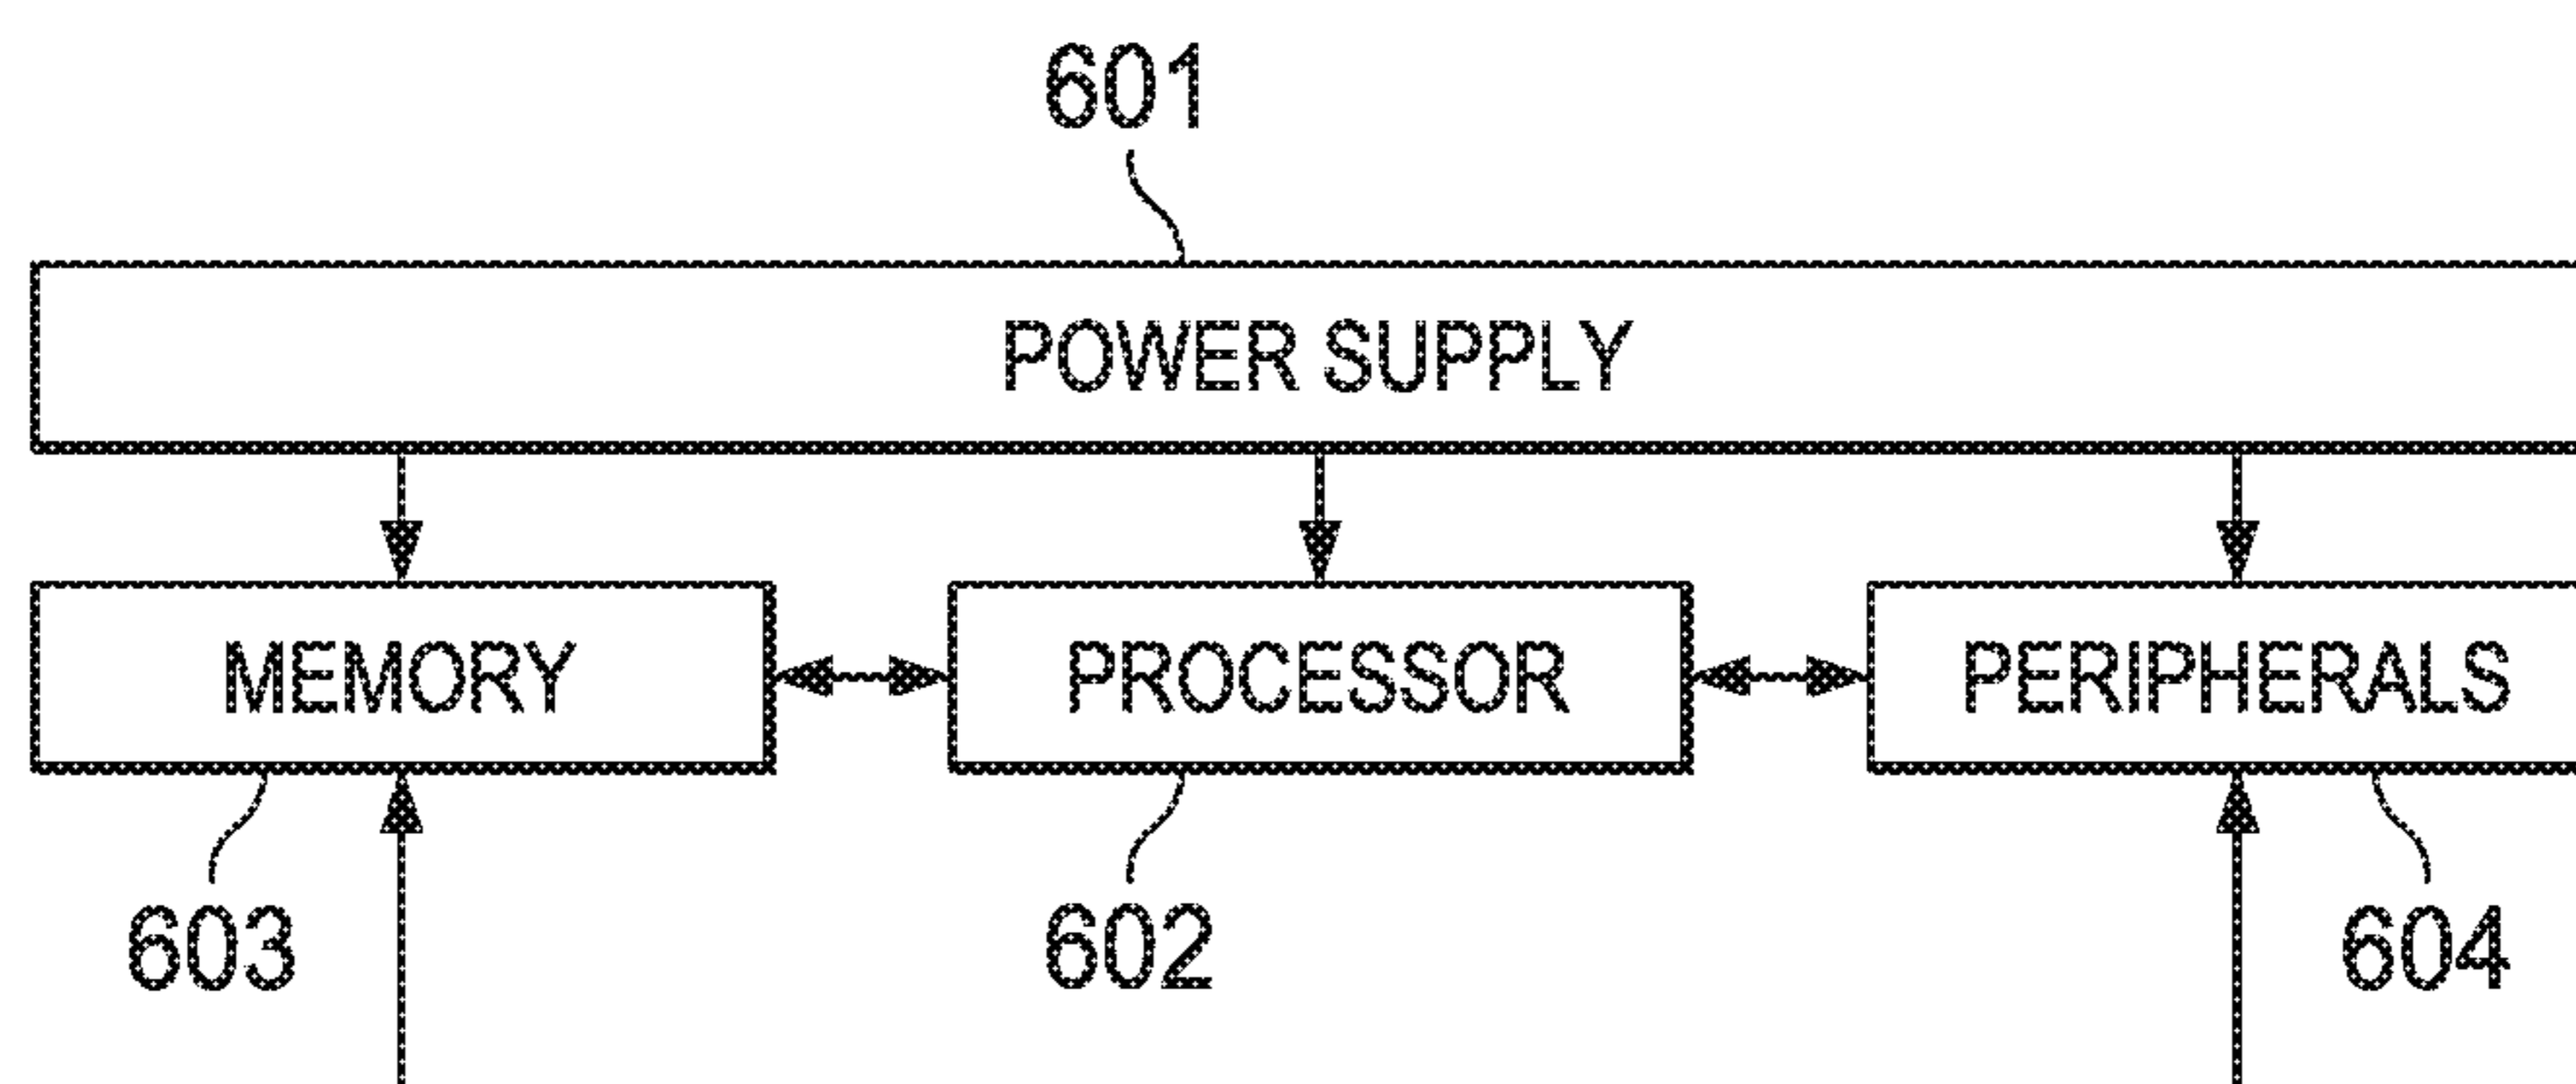 601
POWER SUPPLY
MEMORY
PROCESSOR
PERIPHERALS
603
602
604